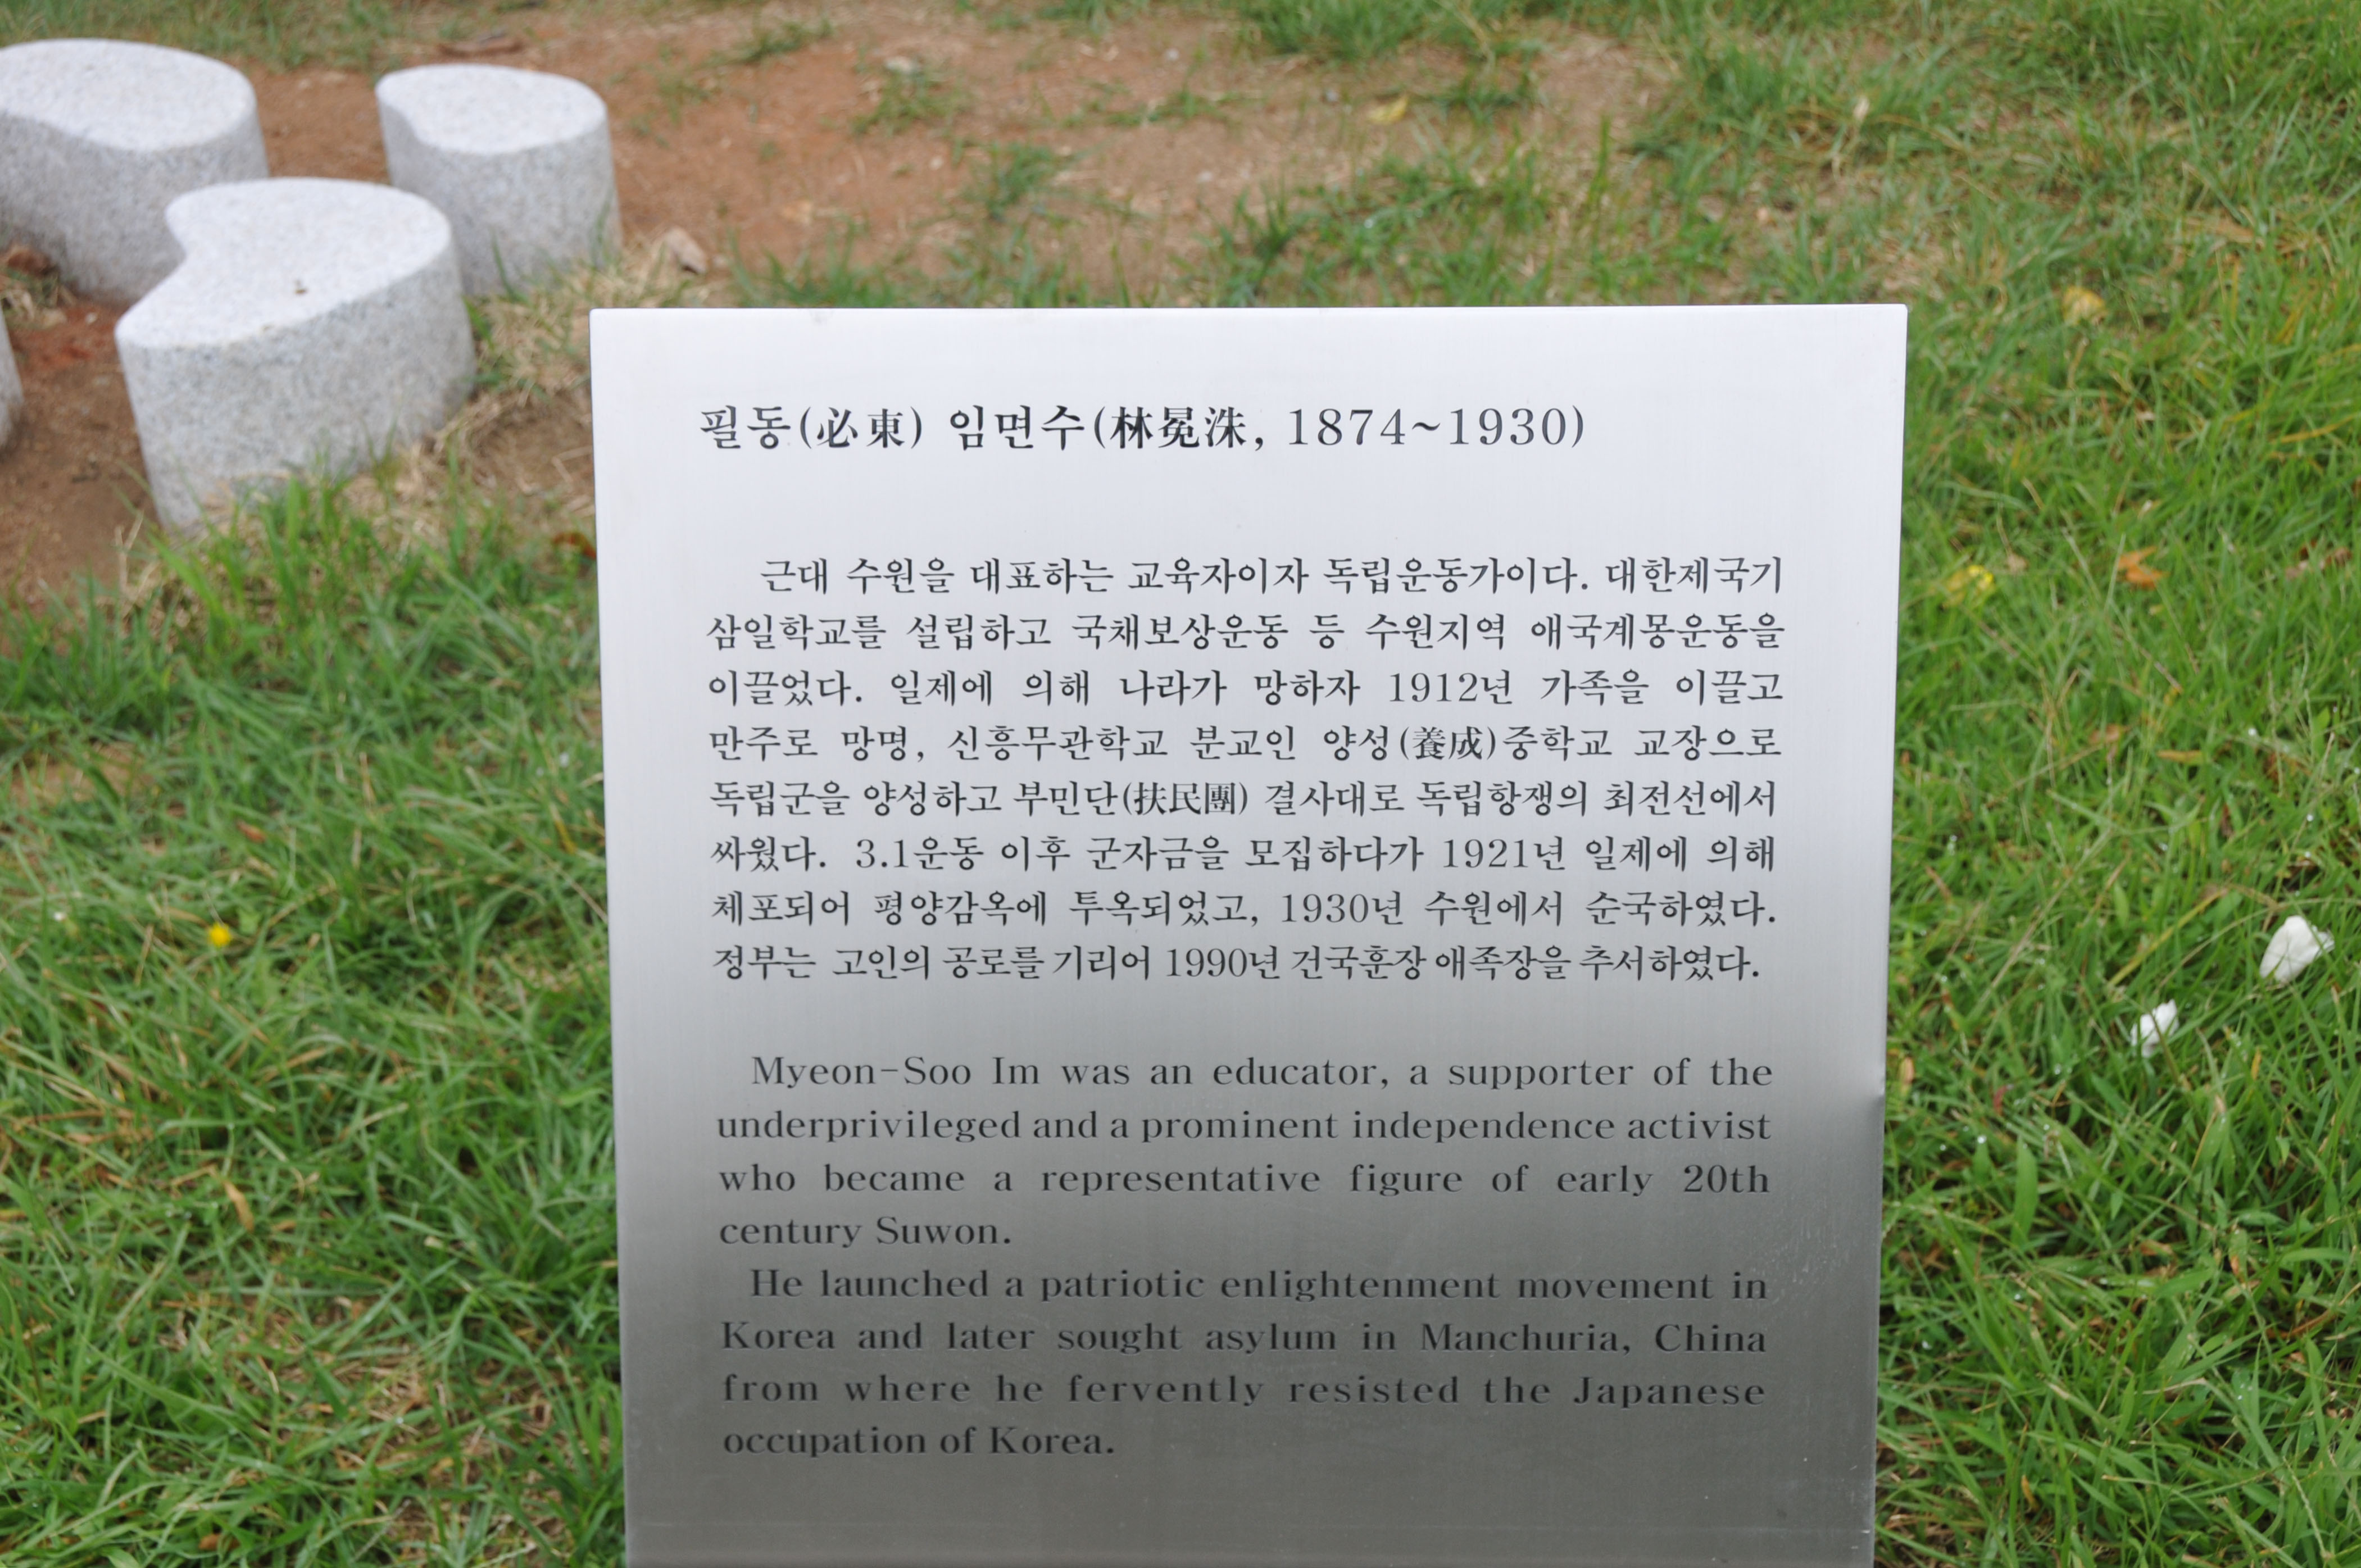 필동(必東) 임면수(林冕洙, 1874~1930)
근대 수원을 대표하는 교육자이자 독립운동가이다. 대한제국기
삼일학교를 설립하고 국채보상운동 등 수원지역 애국계몽운동을
이끌었다. 일제에 의해 나라가 망하자 1912년 가족을 이끌고
만주로 망명, 신흥무관학교 분교인 양성(養成)중학교 교장으로
독립군을 양성하고 부민단(扶民團) 결사대로 독립항쟁의 최전선에서
싸웠다. 3.1운동 이후 군자금을 모집하다가 1921년 일제에 의해
체포되어 평양감옥에 투옥되었고, 1930년 수원에서 순국하였다.
정부는 고인의 공로를 기리어 1990년 건국훈장 애족장을 추서하였다.
Myeon-Soo Im was an educator, a supporter of the
underprivileged and a prominent independence activist
who became a representative figure of early 20th
century Suwon.
He launched a patriotic enlightenment movement in
Korea and later sought asylum in Manchuria, China
from where he fervently resisted the Japanese
occupation of Korea.